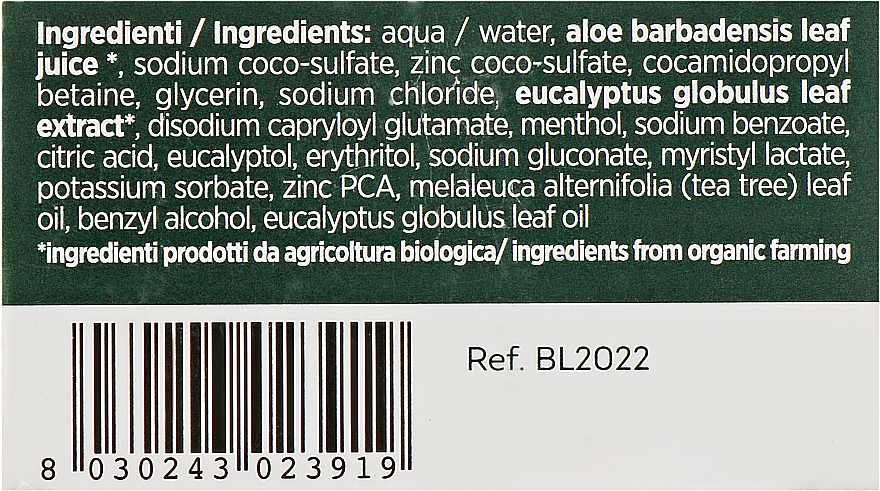 Ingredienti / Ingredients: aqua / water, aloe barbadensis leaf
juice *, sodium coco-sulfate, zinc coco-sulfate, cocamidopropyl
betaine, glycerin, sodium chloride, eucalyptus globulus leaf
extract*, disodium capryloyl glutamate, menthol, sodium benzoate,
citric acid, eucalyptol, erythritol, sodium gluconate, myristyl lactate,
potassium sorbate, zinc PCA, melaleuca alternifolia (tea tree) leaf
oil, benzyl alcohol, eucalyptus globulus leaf oil
*ingredienti prodotti da agricoltura biologica/ ingredients from organic farming
Ref. BL2022
8 030243 023919